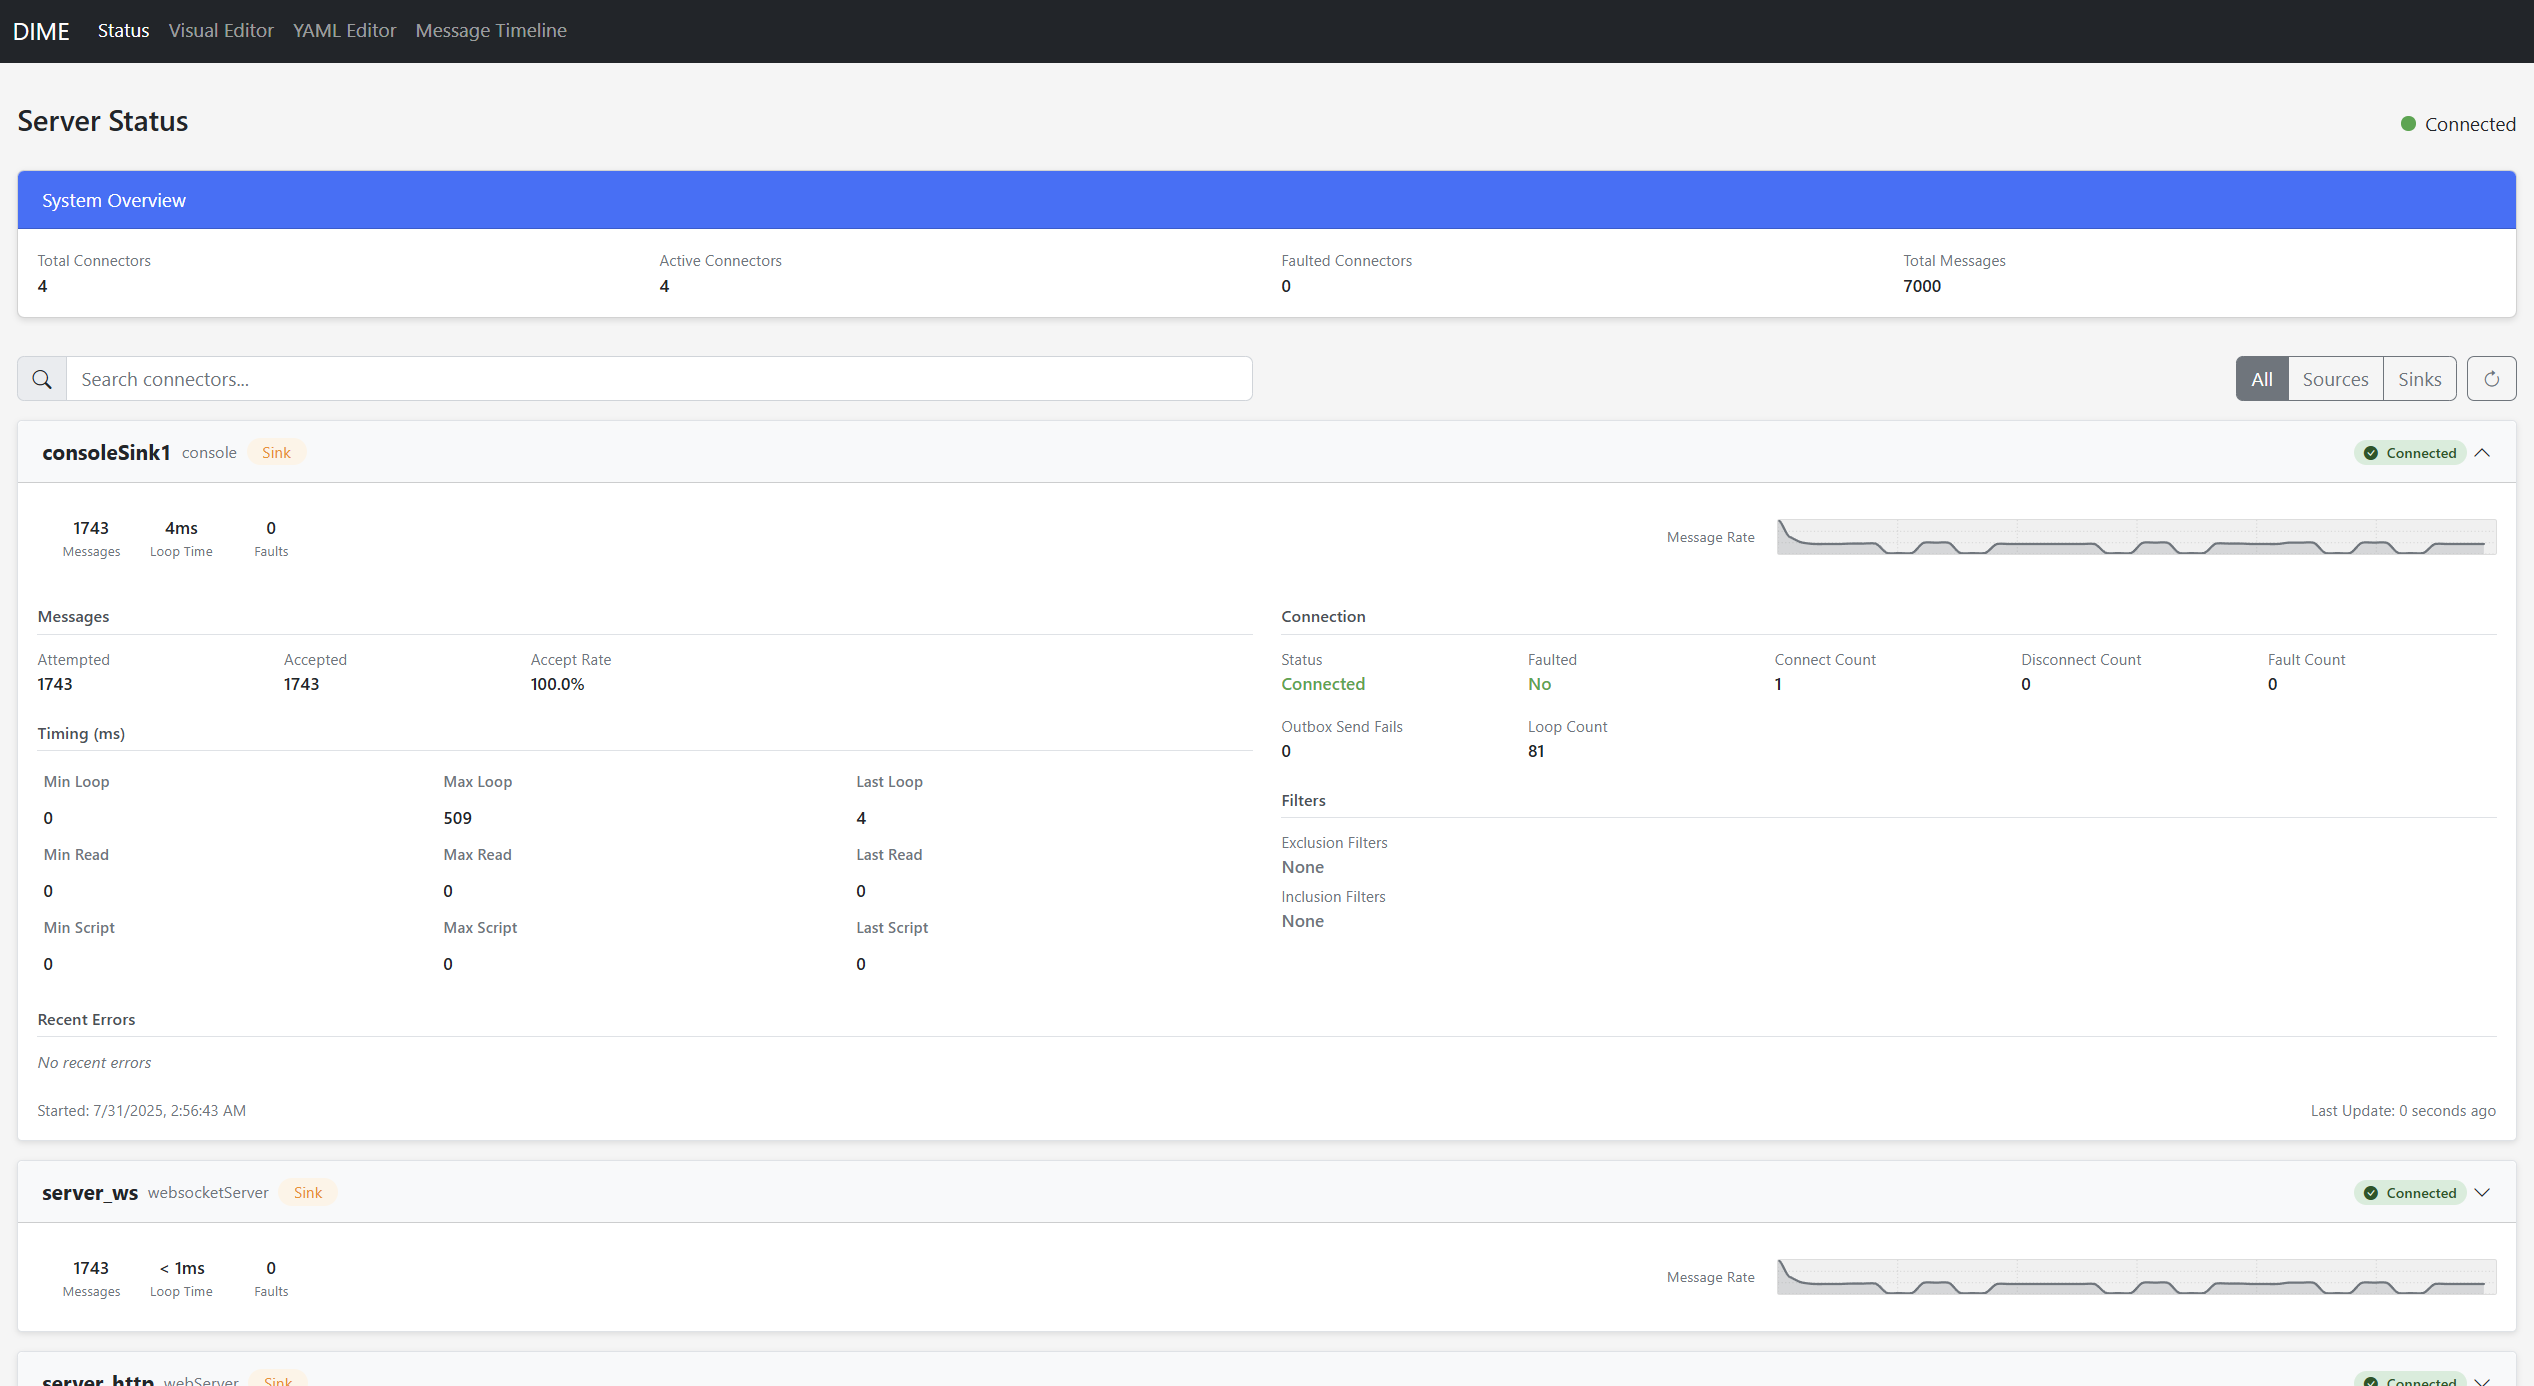 DIME Status Visual Editor YAML Editor Message Timeline
Server Status
Connected
System Overview
Total Connectors Active Connectors Faulted Connectors Total Messages
4 4 0 7000
Search connectors...
All Sources Sinks
consoleSink1 console Sink Connected
1743 4ms 0
Messages Loop Time Faults
Message Rate
Messages
Attempted Accepted Accept Rate
1743 1743 100.0%
Timing (ms)
Min Loop Max Loop Last Loop
0 509 4
Min Read Max Read Last Read
0 0 0
Min Script Max Script Last Script
0 0 0
Connection
Status Faulted Connect Count Disconnect Count Fault Count
Connected No 1 0 0
Outbox Send Fails Loop Count
0 81
Filters
Exclusion Filters
None
Inclusion Filters
None
Recent Errors
No recent errors
Started: 7/31/2025, 2:56:43 AM Last Update: 0 seconds ago
server_ws websocketServer Sink Connected
1743 < 1ms 0
Messages Loop Time Faults
Message Rate
server_http webServer Sink Connected